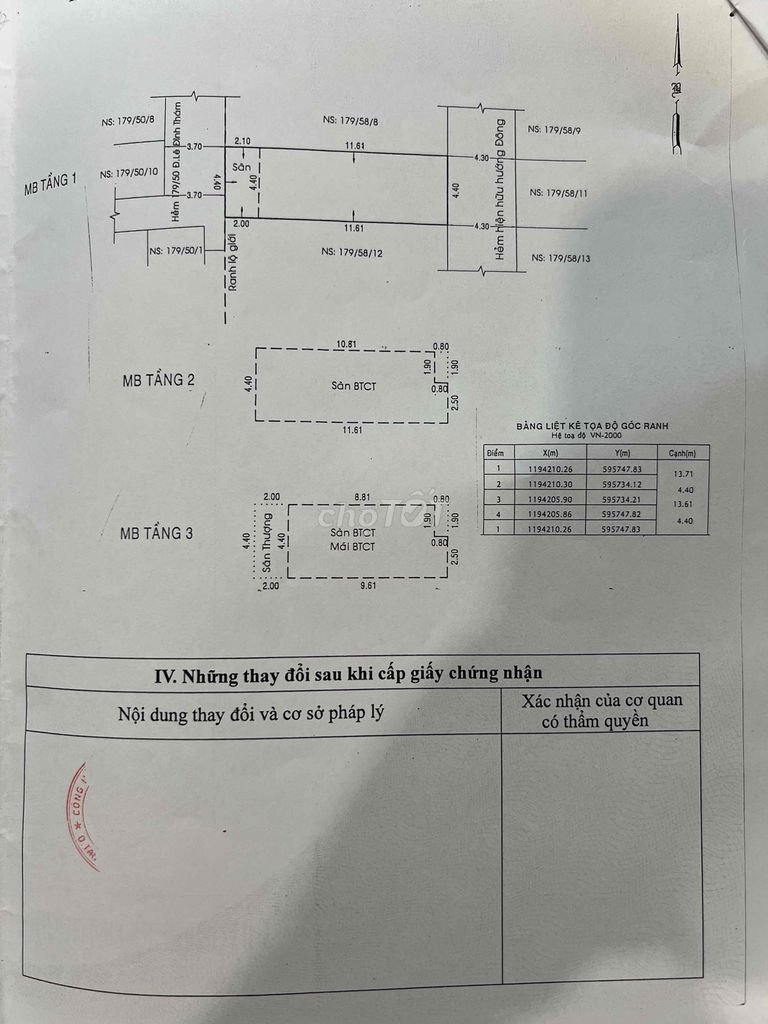 NS: 179/50/8
Hẻm 179/50 Đ.Lê Đình Thám
NS: 179/58/8
NS: 179/58/9
3.70
2.10
11.61
4.30
MB TẦNG 1
NS: 179/50/10
4.40
Sân
4.40
4.40
Hẻm hiện hữu hướng Đông
NS: 179/58/11
3.70
2.00
11.61
4.30
NS: 179/50/1
Ranh lộ giới
NS: 179/58/12
NS: 179/58/13
10.81
0.80
MB TẦNG 2
4.40
Sàn BTCT
1.90
1.90
0.80
2.50
11.61
BẢNG LIỆT KÊ TỌA ĐỘ GÓC RANH
Hệ toạ độ VN-2000
Điểm X(m) Y(m) Cạnh(m)
1 1194210.26 595747.83
13.71
2 1194210.30 595734.12
4.40
3 1194205.90 595734.21
13.61
4 1194205.86 595747.82
4.40
1 1194210.26 595747.83
2.00
8.81
0.80
MB TẦNG 3
4.40
Sân Thượng
4.40
Sàn BTCT
Mái BTCT
1.90
1.90
0.80
2.50
2.00
9.61
choTỐT
IV. Những thay đổi sau khi cấp giấy chứng nhận
Nội dung thay đổi và cơ sở pháp lý
Xác nhận của cơ quan
có thẩm quyền
★ CÔNG